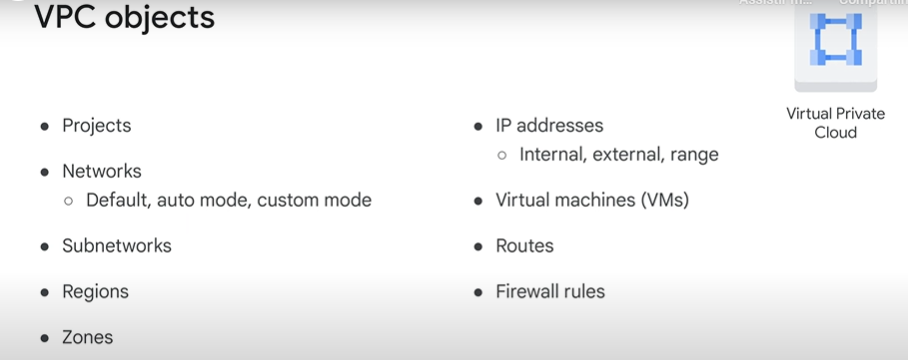 VPC objects
Projects
Networks
Default, auto mode, custom mode
Subnetworks
Regions
Zones
IP addresses
Internal, external, range
Virtual machines (VMs)
Routes
Firewall rules
Virtual Private
Cloud